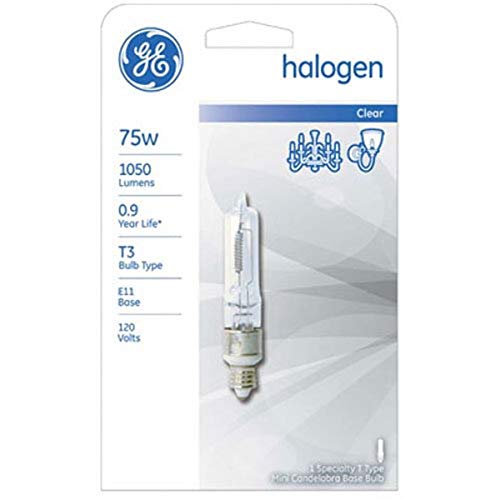 GE
halogen
Clear
75w
1050
Lumens
0.9
Year Life*
T3
Bulb Type
E11
Base
120
Volts
1 Specialty T Type
Mini Candelabra Base Bulb